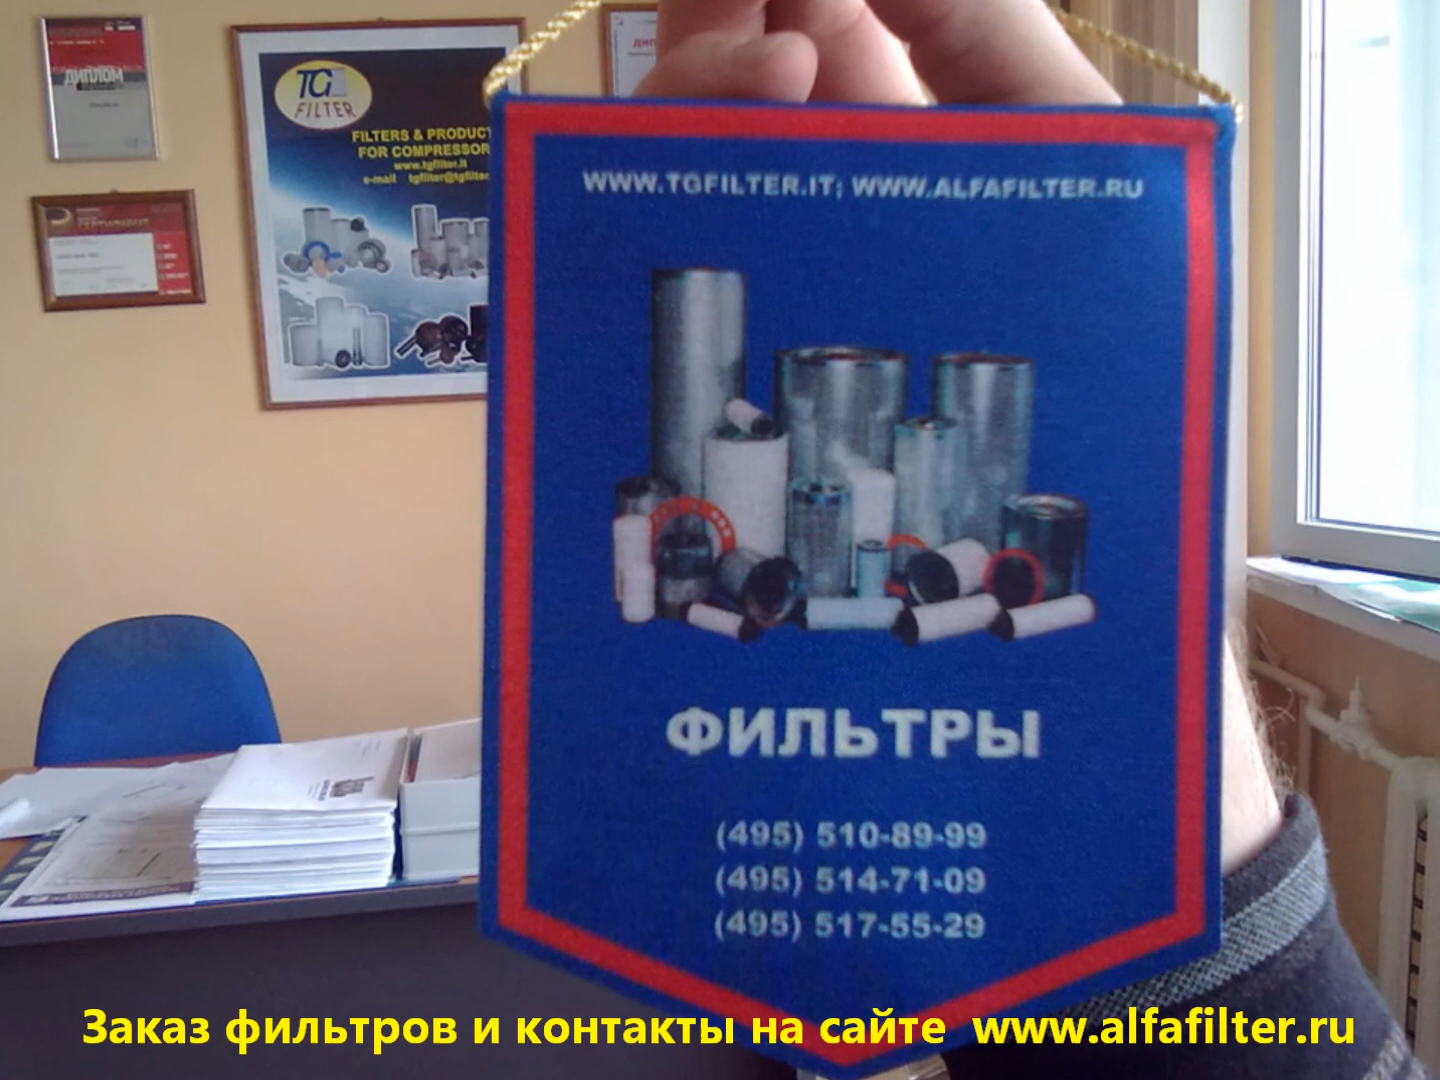 ДИПЛОМ
СЕРТИФИКАТ
TG
FILTER
FILTERS & PRODUCT
FOR COMPRESSOR
www.tgfilter.it
e-mail tgfilter@tgfilter
WWW.TGFILTER.IT; WWW.ALFAFILTER.RU
ФИЛЬТРЫ
(495) 510-89-99
(495) 514-71-09
(495) 517-55-29
Заказ фильтров и контакты на сайте www.alfafilter.ru